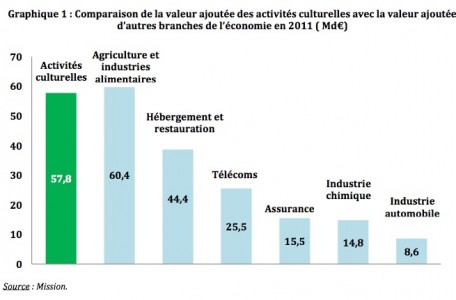 Graphique 1 : Comparaison de la valeur ajoutée des activités culturelles avec la valeur ajoutée
d'autres branches de l'économie en 2011 ( Md€)
70
60
50
40
30
20
10
0
Activités
culturelles
57,8
Agriculture et
industries
alimentaires
60,4
Hébergement et
restauration
44,4
Télécoms
25,5
Assurance
15,5
Industrie
chimique
14,8
Industrie
automobile
8,6
Source : Mission.